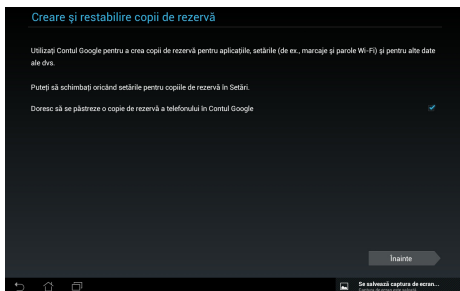 Creare şi restabilire copii de rezervă
Utilizaţi Contul Google pentru a crea copii de rezervă pentru aplicaţiile, setările (de ex., marcaje şi parole Wi-Fi) şi pentru alte date
ale dvs.
Puteţi să schimbaţi oricând setările pentru copiile de rezervă în Setări.
Doresc să se păstreze o copie de rezervă a telefonului în Contul Google
Înainte
Se salvează captura de ecran...